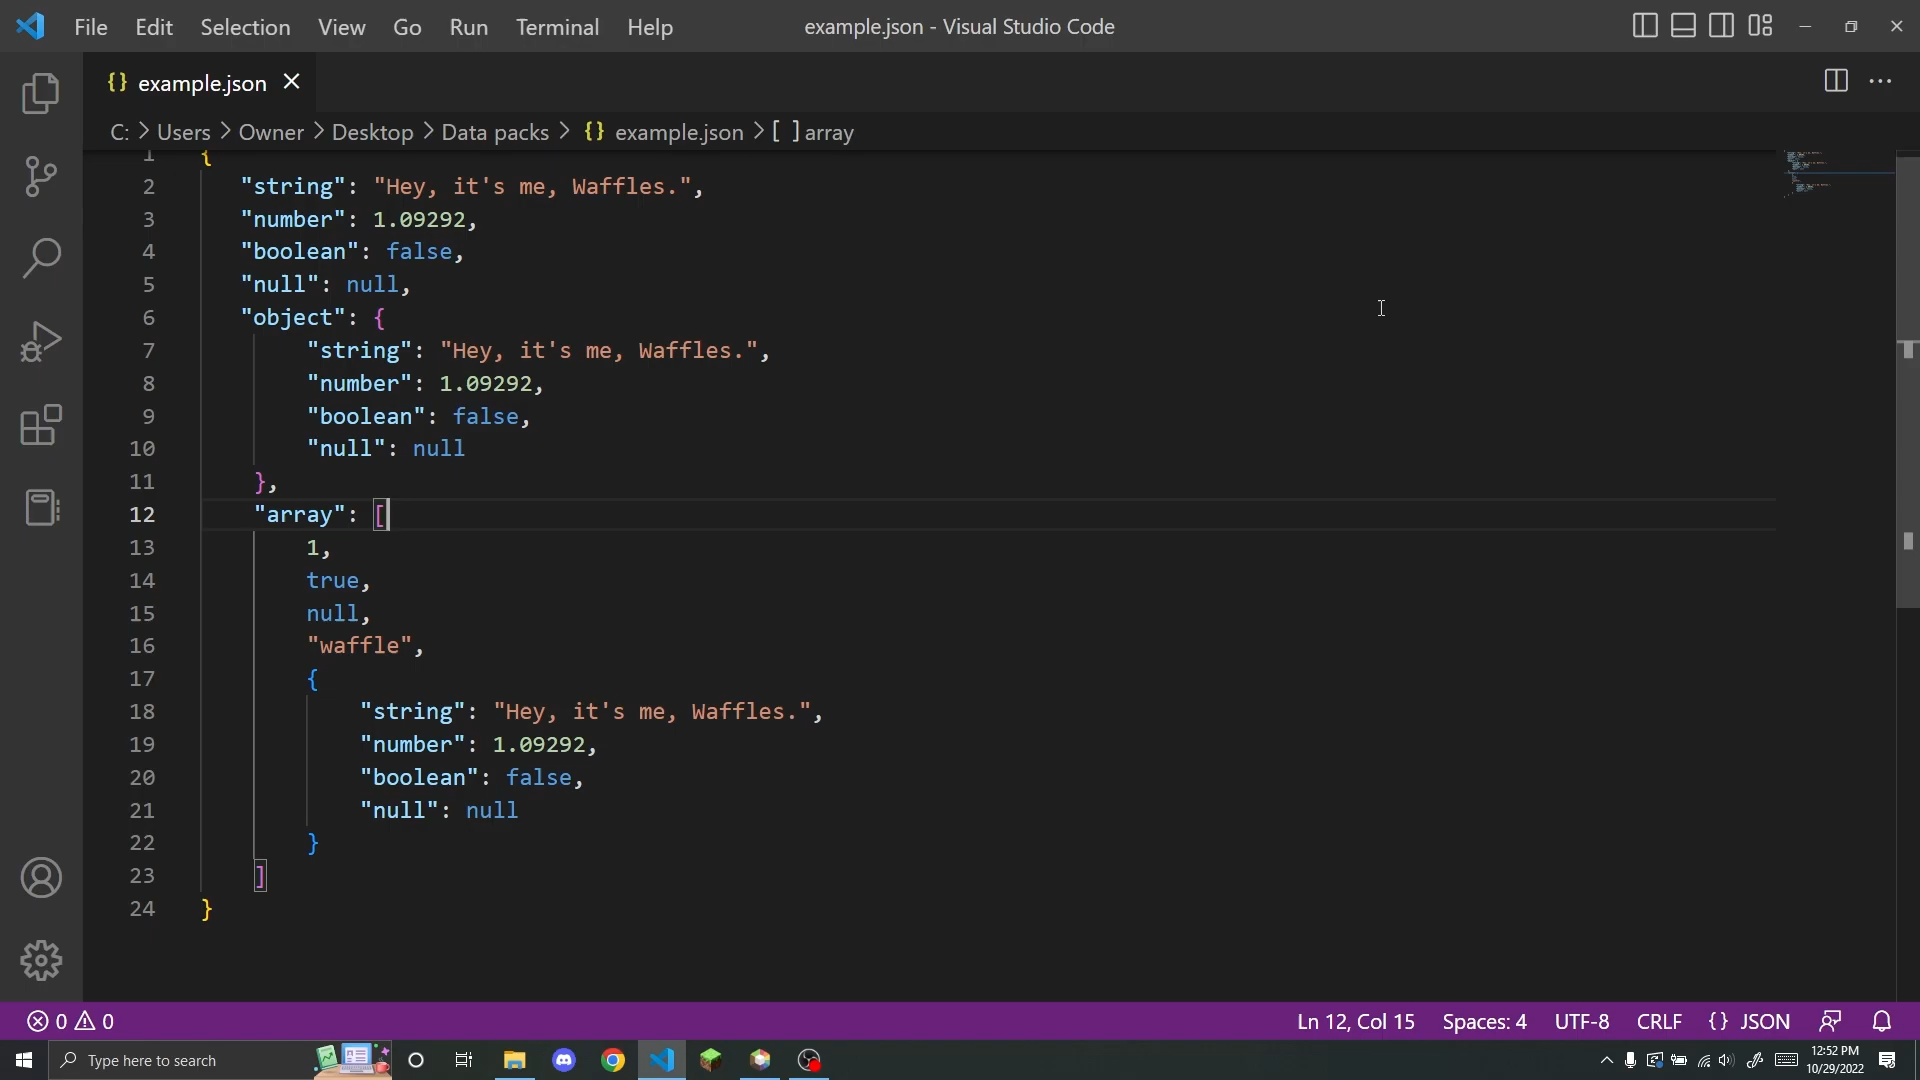 File Edit Selection View Go Run Terminal Help
example.json - Visual Studio Code
{} example.json
C: > Users > Owner > Desktop > Data packs > {} example.json > [ ] array
1 {
2 "string": "Hey, it's me, Waffles.",
3 "number": 1.09292,
4 "boolean": false,
5 "null": null,
6 "object": {
7 "string": "Hey, it's me, Waffles.",
8 "number": 1.09292,
9 "boolean": false,
10 "null": null
11 },
12 "array": [
13 1,
14 true,
15 null,
16 "waffle",
17 {
18 "string": "Hey, it's me, Waffles.",
19 "number": 1.09292,
20 "boolean": false,
21 "null": null
22 }
23 ]
24 }
0 0
Ln 12, Col 15 Spaces: 4 UTF-8 CRLF {} JSON
Type here to search
12:52 PM
10/29/2022